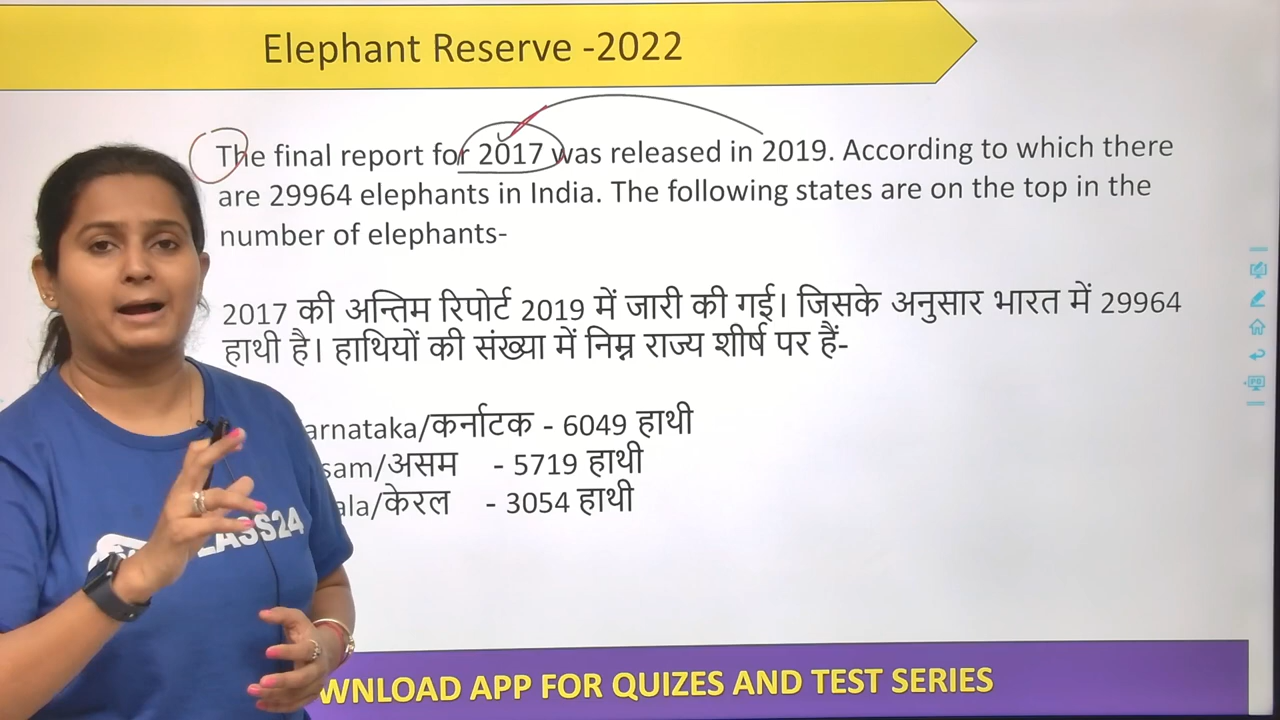 Elephant Reserve -2022
The final report for 2017 was released in 2019. According to which there
are 29964 elephants in India. The following states are on the top in the
number of elephants-
2017 की अन्तिम रिपोर्ट 2019 में जारी की गई। जिसके अनुसार भारत में 29964
हाथी है। हाथियों की संख्या में निम्न राज्य शीर्ष पर हैं-
arnataka/कर्नाटक - 6049 हाथी
sam/असम - 5719 हाथी
ala/केरल - 3054 हाथी
LASS24
WNLOAD APP FOR QUIZES AND TEST SERIES